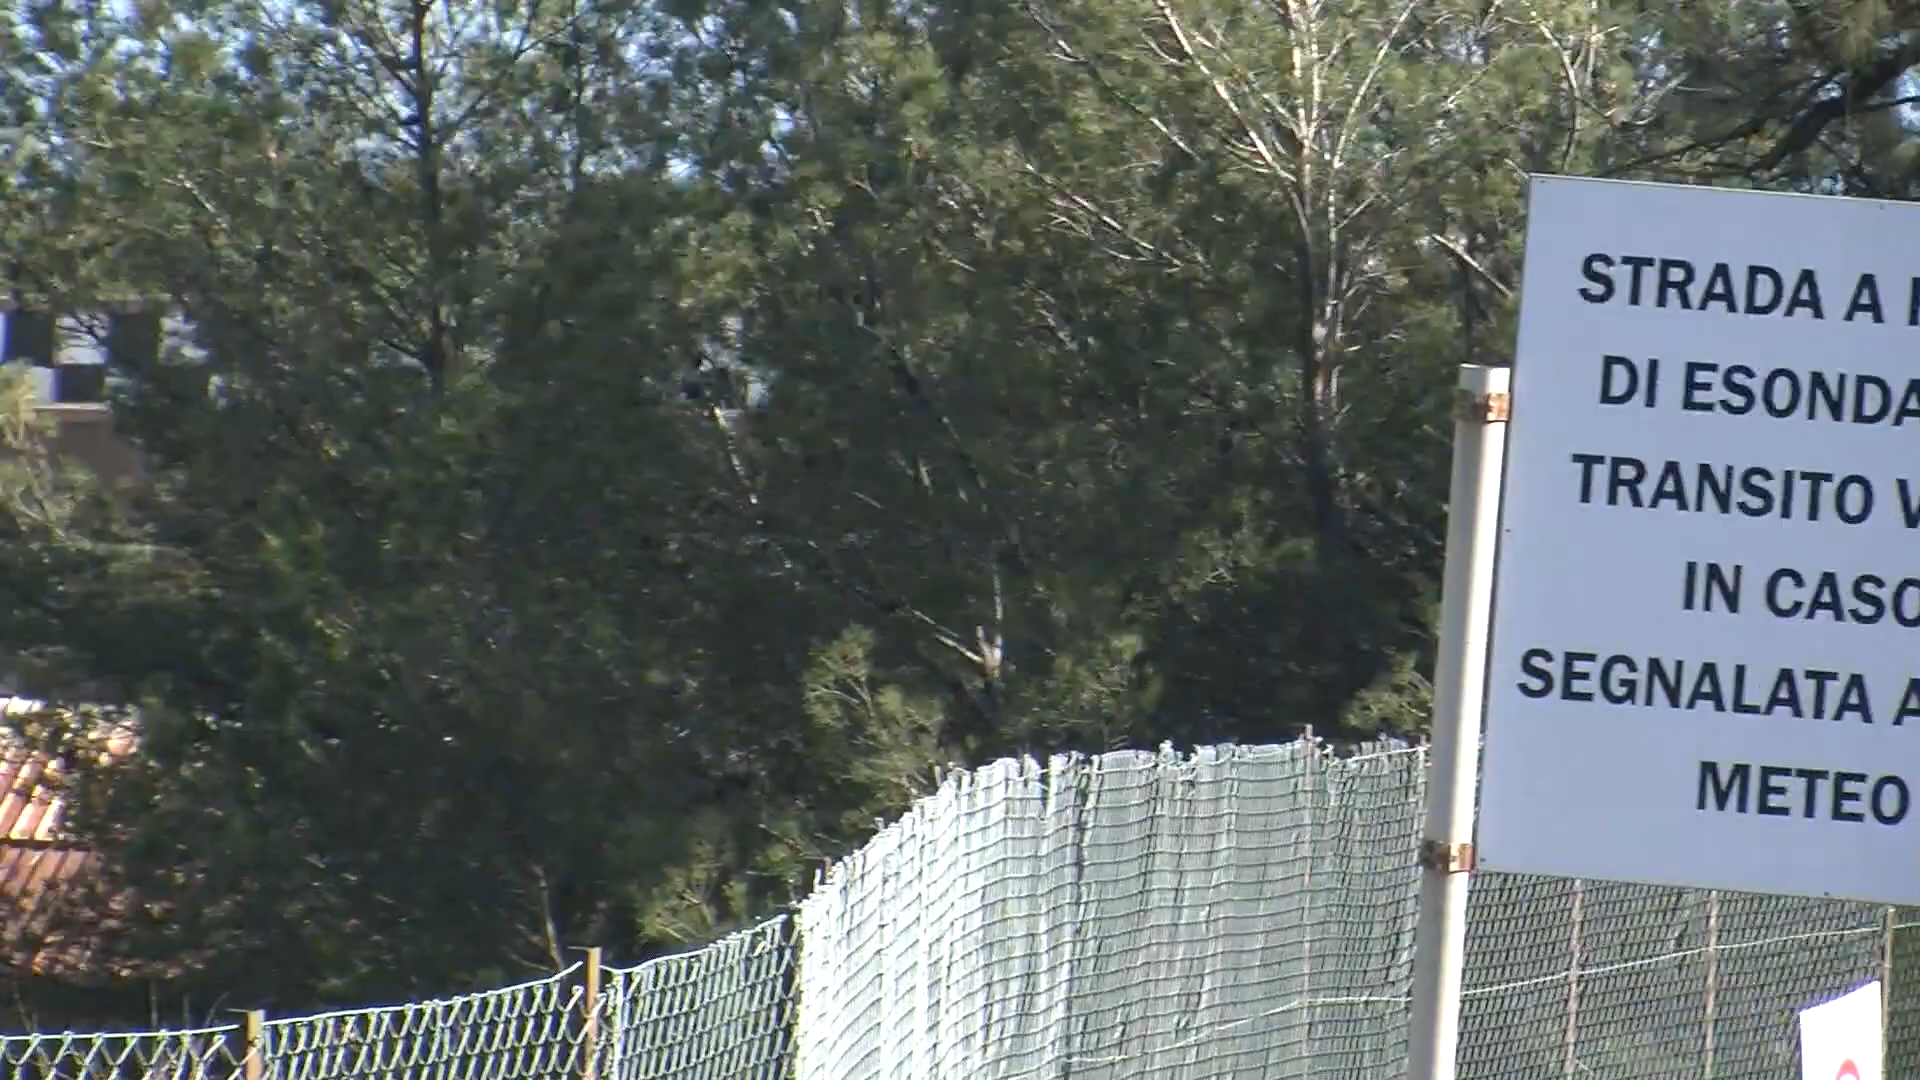 STRADA A
DI ESONDA
TRANSITO V
IN CASO
SEGNALATA A
METEO